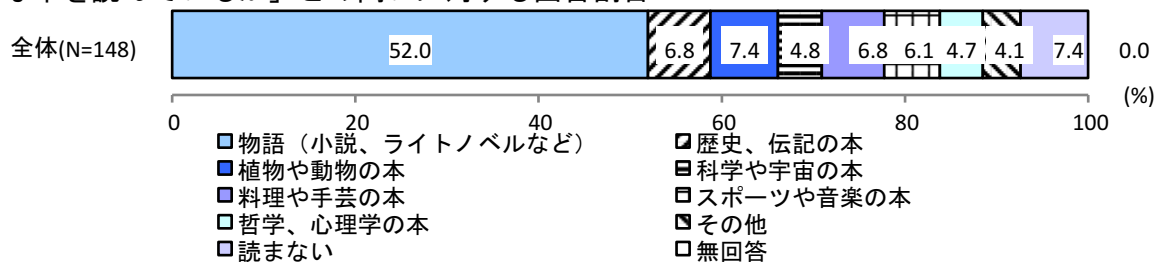 全体(N=148)
52.0 6.8 7.4 4.8 6.8 6.1 4.7 4.1 7.4 0.0
(%)
0 20 40 60 80 100
物語（小説、ライトノベルなど） 歴史、伝記の本
植物や動物の本 科学や宇宙の本
料理や手芸の本 スポーツや音楽の本
哲学、心理学の本 その他
読まない 無回答